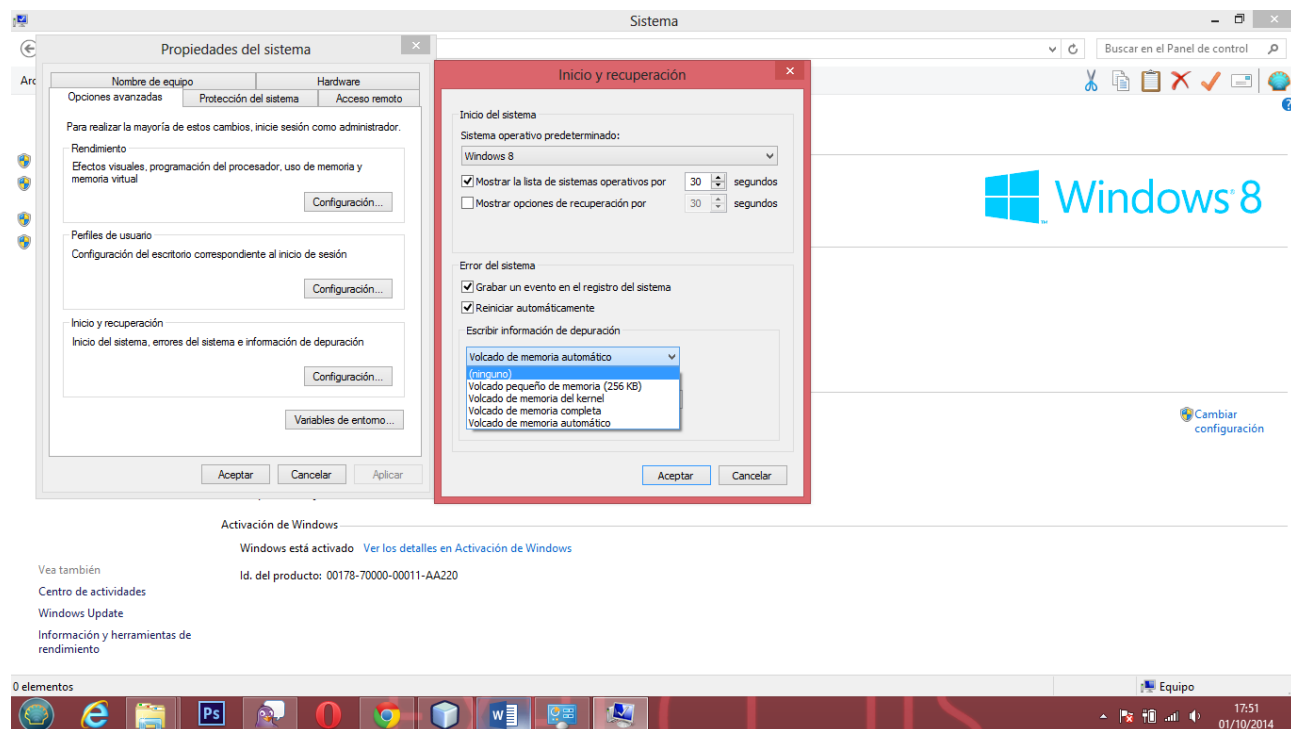 Sistema
Buscar en el Panel de control
Propiedades del sistema
Nombre de equipo
Hardware
Opciones avanzadas
Protección del sistema
Acceso remoto
Para realizar la mayoría de estos cambios, inicie sesión como administrador.
Rendimiento
Efectos visuales, programación del procesador, uso de memoria y
memoria virtual
Configuración...
Perfiles de usuario
Configuración del escritorio correspondiente al inicio de sesión
Configuración...
Inicio y recuperación
Inicio del sistema, errores del sistema e información de depuración
Configuración...
Variables de entorno...
Aceptar
Cancelar
Aplicar
Inicio y recuperación
Inicio del sistema
Sistema operativo predeterminado:
Windows 8
Mostrar la lista de sistemas operativos por 30 segundos
Mostrar opciones de recuperación por 30 segundos
Error del sistema
Grabar un evento en el registro del sistema
Reiniciar automáticamente
Escribir información de depuración
Volcado de memoria automático
(ninguno)
Volcado pequeño de memoria (256 KB)
Volcado de memoria del kernel
Volcado de memoria completa
Volcado de memoria automático
Aceptar
Cancelar
Windows 8
Cambiar
configuración
Activación de Windows
Windows está activado Ver los detalles en Activación de Windows
Id. del producto: 00178-70000-00011-AA220
Vea también
Centro de actividades
Windows Update
Información y herramientas de
rendimiento
0 elementos
Equipo
Ps
17:51
01/10/2014